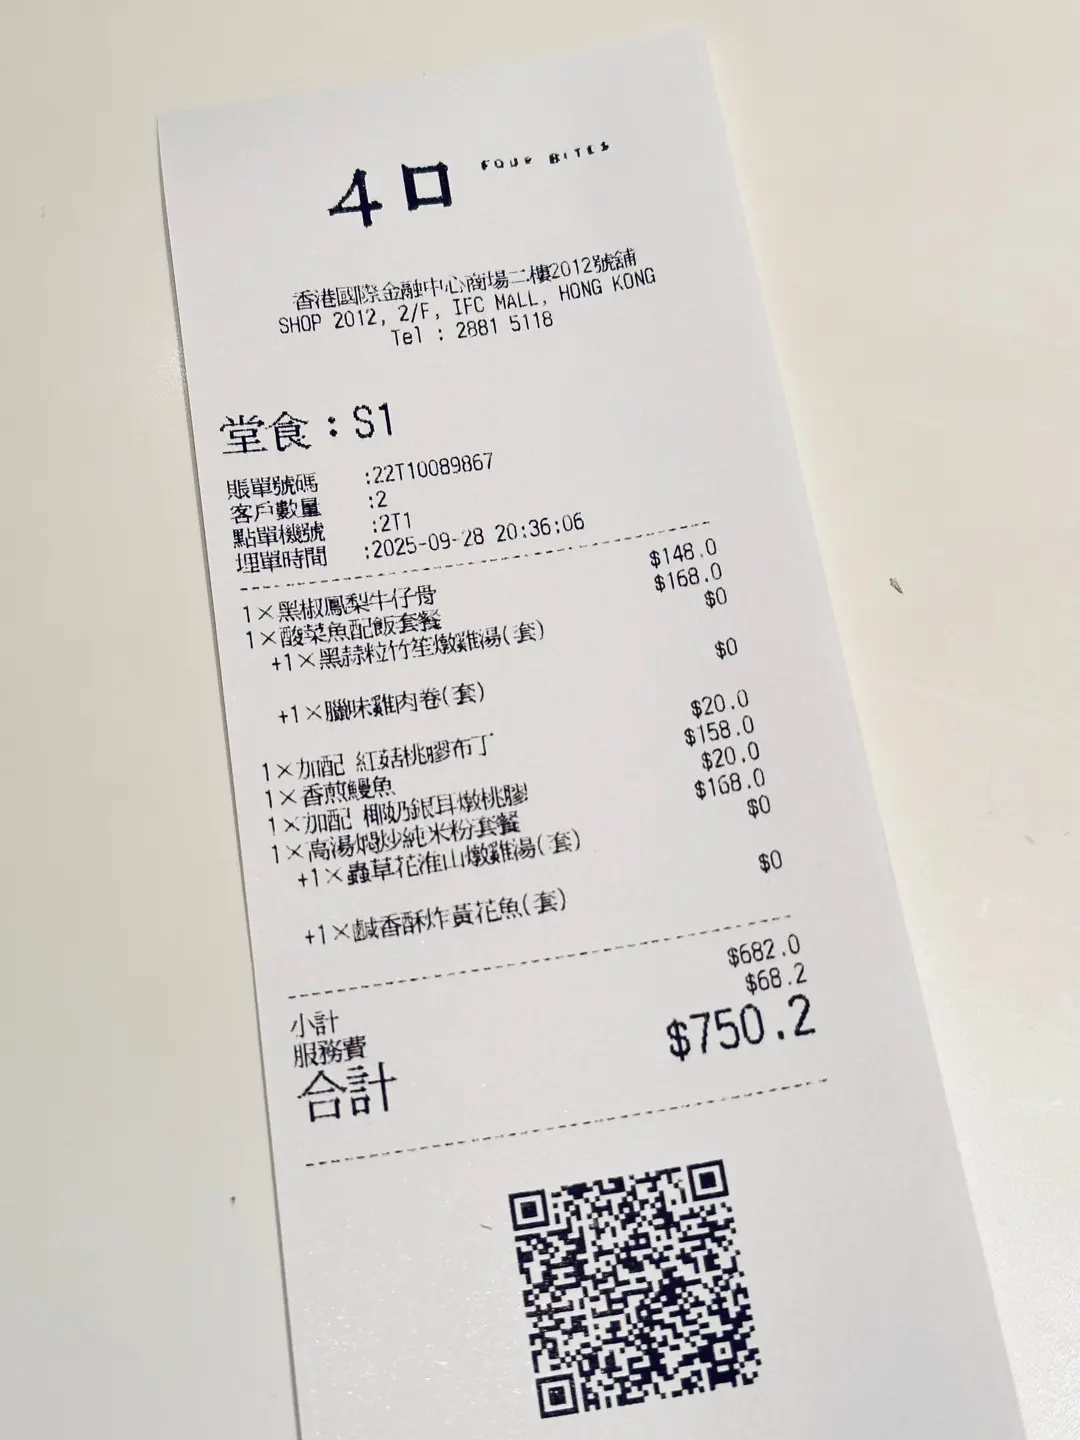 4口 FOUR BITES
香港國際金融中心商場二樓2012號舖
SHOP 2012, 2/F, IFC MALL, HONG KONG
Tel : 2881 5118
堂食：S1
賬單號碼 :22T10089867
客戶數量 :2
點單機號 :2T1
埋單時間 :2025-09-28 20:36:06
1×黑椒鳳梨牛仔骨 $148.0
1×酸菜魚配飯套餐 $168.0
+1×黑蒜粒竹笙燉雞湯(套) $0
+1×臘味雞肉卷(套) $0
1×加配 紅菇桃膠布丁 $20.0
1×香煎鰻魚 $158.0
1×加配 椰奶銀耳燉桃膠 $20.0
1×高湯燜炒純米粉套餐 $168.0
+1×蟲草花淮山燉雞湯(套) $0
+1×鹹香酥炸黃花魚(套) $0
小計 $682.0
服務費 $68.2
合計 $750.2